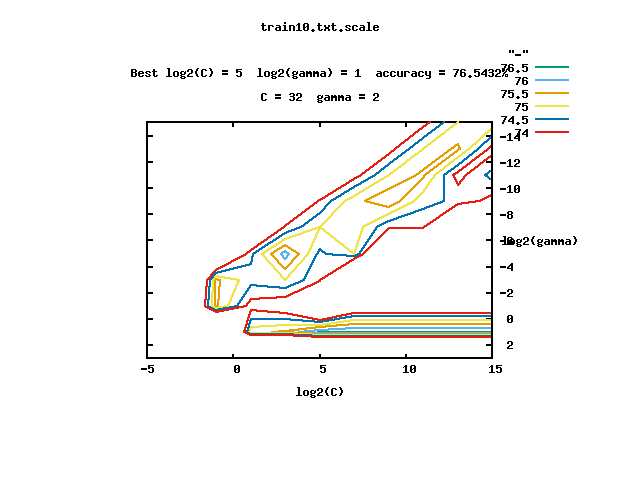 train10.txt.scale
Best log2(C) = 5  log2(gamma) = 1  accuracy = 76.5432%
C = 32  gamma = 2
"-"
76.5
76
75.5
75
74.5
74
-14
-12
-10
-8
-6
log2(gamma)
-4
-2
0
2
-5 0 5 10 15
log2(C)